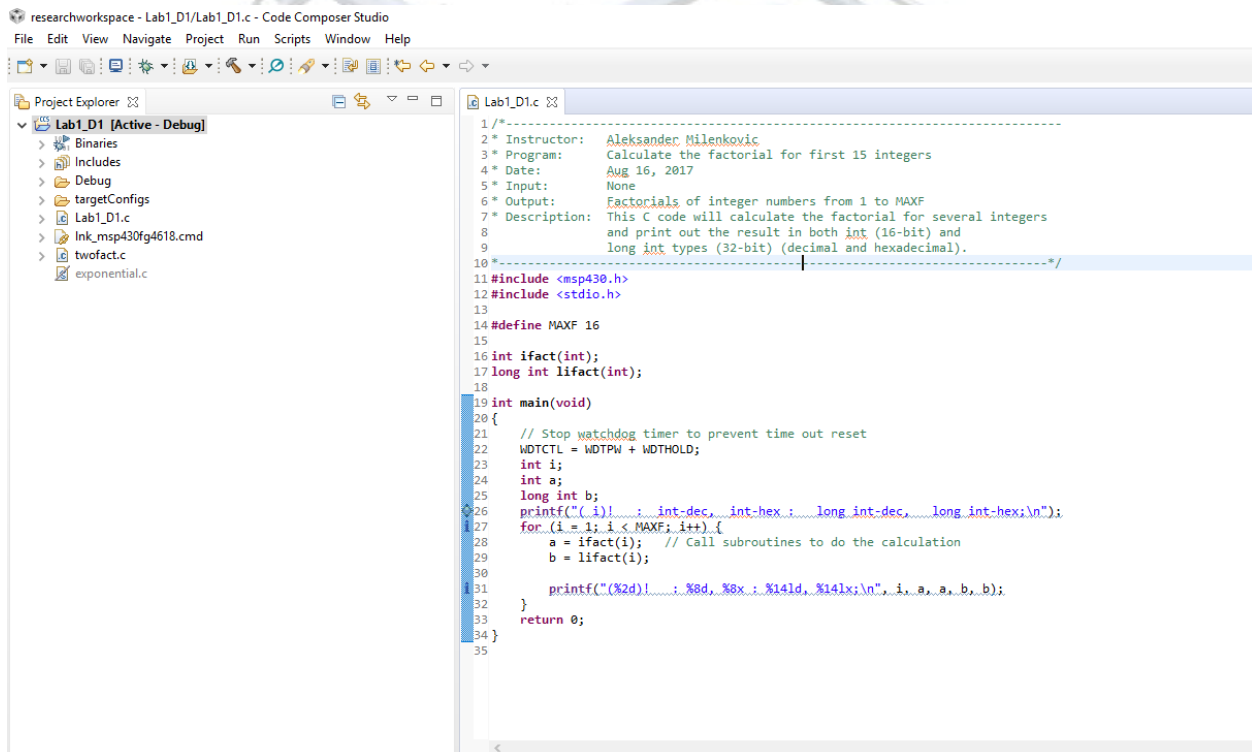 researchworkspace - Lab1_D1/Lab1_D1.c - Code Composer Studio
File Edit View Navigate Project Run Scripts Window Help
Project Explorer
Lab1_D1 [Active - Debug]
Binaries
Includes
Debug
targetConfigs
Lab1_D1.c
lnk_msp430fg4618.cmd
twofact.c
exponential.c
Lab1_D1.c
1 /*------------------------------------------------------------------------------
2 * Instructor: Aleksander Milenkovic
3 * Program: Calculate the factorial for first 15 integers
4 * Date: Aug 16, 2017
5 * Input: None
6 * Output: Factorials of integer numbers from 1 to MAXF
7 * Description: This C code will calculate the factorial for several integers
8 and print out the result in both int (16-bit) and
9 long int types (32-bit) (decimal and hexadecimal).
10 *-----------------------------------------------------------------------------*/
11 #include <msp430.h>
12 #include <stdio.h>
13
14 #define MAXF 16
15
16 int ifact(int);
17 long int lifact(int);
18
19 int main(void)
20 {
21 // Stop watchdog timer to prevent time out reset
22 WDTCTL = WDTPW + WDTHOLD;
23 int i;
24 int a;
25 long int b;
26 printf("( i)!   :  int-dec,  int-hex :   long int-dec,   long int-hex;\n");
27 for (i = 1; i < MAXF; i++) {
28 a = ifact(i);   // Call subroutines to do the calculation
29 b = lifact(i);
30
31 printf("(%2d)!   : %8d, %8x : %14ld, %14lx;\n", i, a, a, b, b);
32 }
33 return 0;
34 }
35